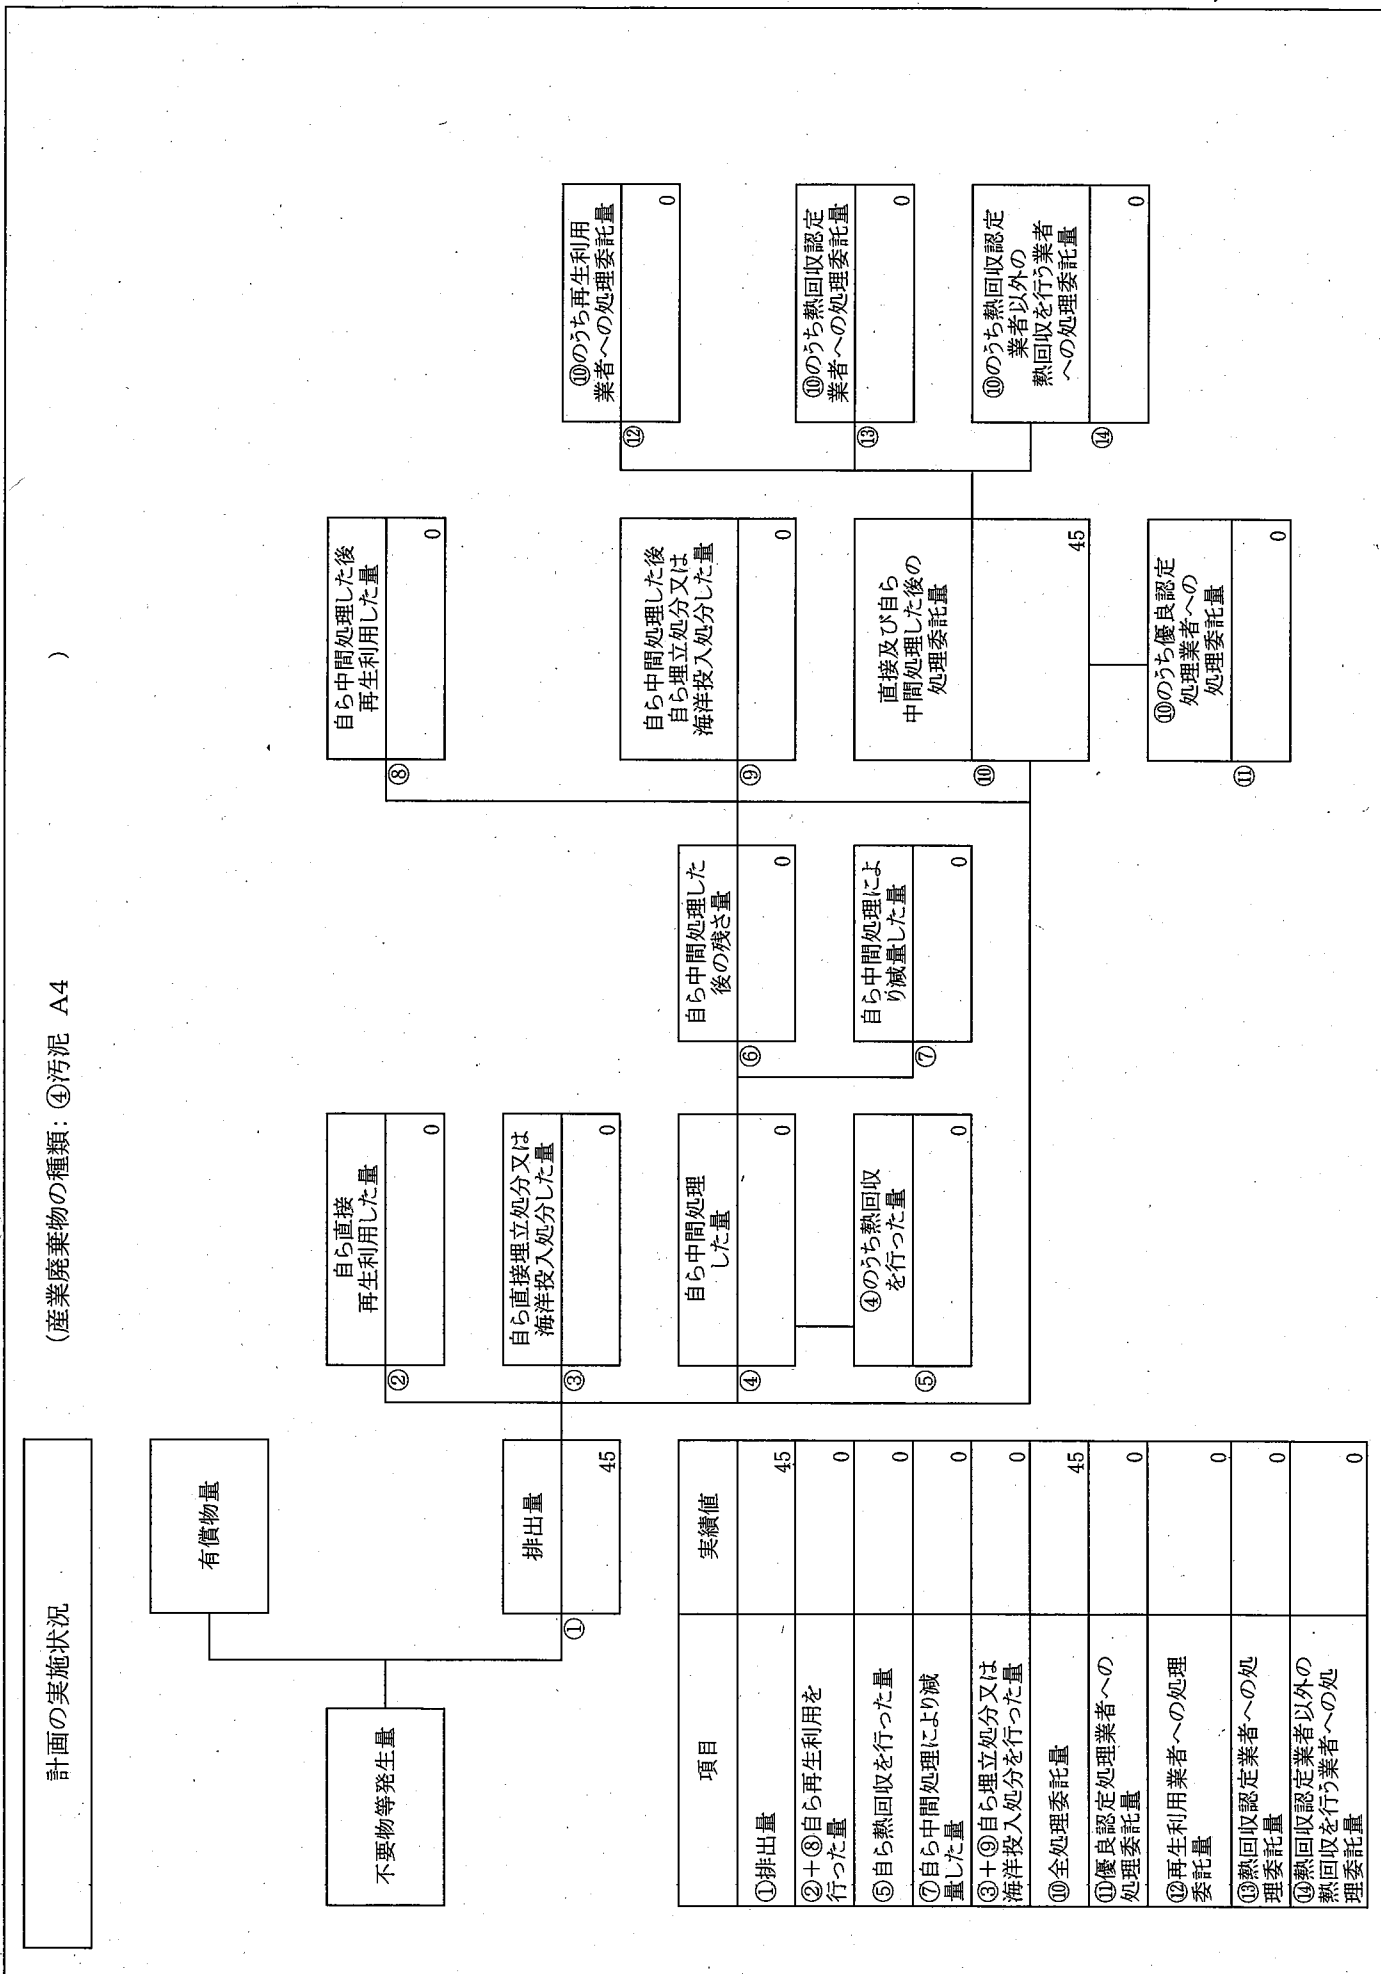 計画の実施状況
(産業廃棄物の種類: ④汚泥 A4
)
不要物等発生量
有償物量
①
排出量
45
②
自ら直接
再生利用した量
0
③
自ら直接埋立処分又は
海洋投入処分した量
0
④
自ら中間処理
した量
0
⑤
④のうち熱回収
を行った量
0
⑥
自ら中間処理した
後の残さ量
0
⑦
自ら中間処理によ
り減量した量
0
⑧
自ら中間処理した後
再生利用した量
0
⑨
自ら中間処理した後
自ら埋立処分又は
海洋投入処分した量
0
⑩
直接及び自ら
中間処理した後の
処理委託量
45
⑪
⑩のうち優良認定
処理業者への
処理委託量
0
⑫
⑩のうち再生利用
業者への処理委託量
0
⑬
⑩のうち熱回収認定
業者への処理委託量
0
⑭
⑩のうち熱回収認定
業者以外の
熱回収を行う業者
への処理委託量
0
項目 実績値
①排出量 45
②+⑧自ら再生利用を
行った量 0
⑤自ら熱回収を行った量 0
⑦自ら中間処理により減
量した量 0
③+⑨自ら埋立処分又は
海洋投入処分を行った量 0
⑩全処理委託量 45
⑪優良認定処理業者への
処理委託量 0
⑫再生利用業者への処理
委託量 0
⑬熱回収認定業者への処
理委託量 0
⑭熱回収認定業者以外の
熱回収を行う業者への処
理委託量 0